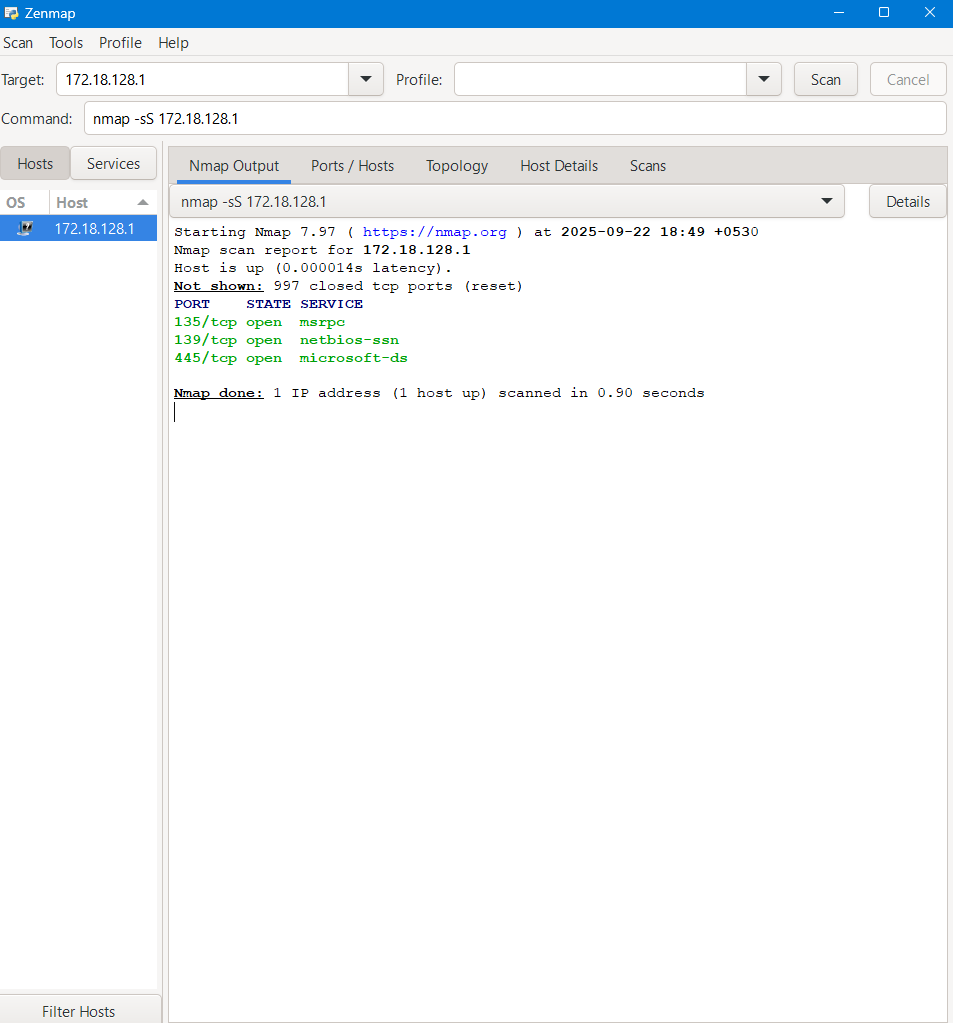 Zenmap
Scan Tools Profile Help
Target: 172.18.128.1 Profile: Scan Cancel
Command: nmap -sS 172.18.128.1
Hosts Services
OS Host
172.18.128.1
Filter Hosts
Nmap Output Ports / Hosts Topology Host Details Scans
nmap -sS 172.18.128.1 Details
Starting Nmap 7.97 ( https://nmap.org ) at 2025-09-22 18:49 +0530
Nmap scan report for 172.18.128.1
Host is up (0.000014s latency).
Not shown: 997 closed tcp ports (reset)
PORT    STATE SERVICE
135/tcp open  msrpc
139/tcp open  netbios-ssn
445/tcp open  microsoft-ds
Nmap done: 1 IP address (1 host up) scanned in 0.90 seconds